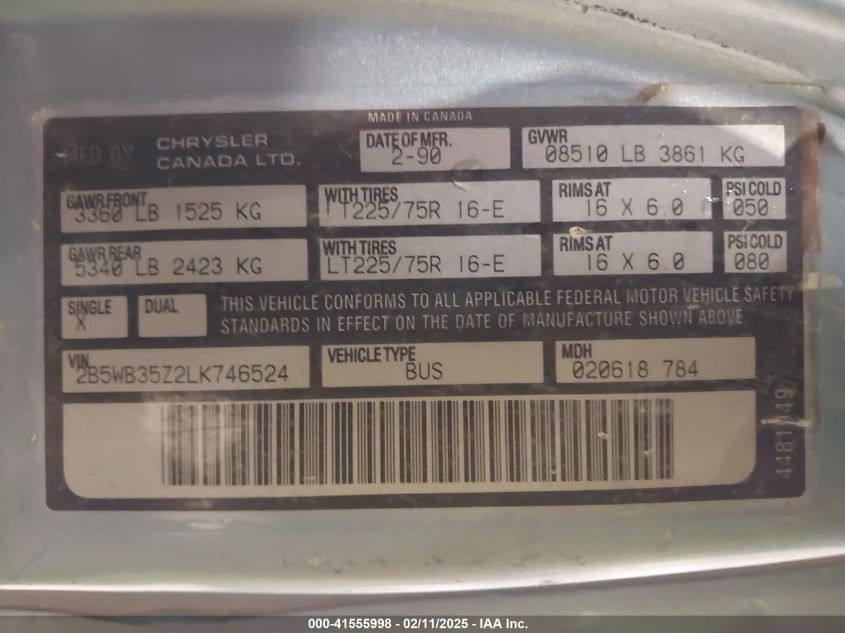 MADE IN CANADA
MFD BY CHRYSLER CANADA LTD.
DATE OF MFR. 2-90
GVWR 08510 LB 3861 KG
GAWR FRONT 3360 LB 1525 KG
WITH TIRES LT225/75R 16-E
RIMS AT 16 X 6.0
PSI COLD 050
GAWR REAR 5340 LB 2423 KG
WITH TIRES LT225/75R 16-E
RIMS AT 16 X 6.0
PSI COLD 080
SINGLE X
DUAL
THIS VEHICLE CONFORMS TO ALL APPLICABLE FEDERAL MOTOR VEHICLE SAFETY
STANDARDS IN EFFECT ON THE DATE OF MANUFACTURE SHOWN ABOVE
VIN 2B5WB35Z2LK746524
VEHICLE TYPE BUS
MDH 020618 784
000-41555998 - 02/11/2025 - IAA Inc.